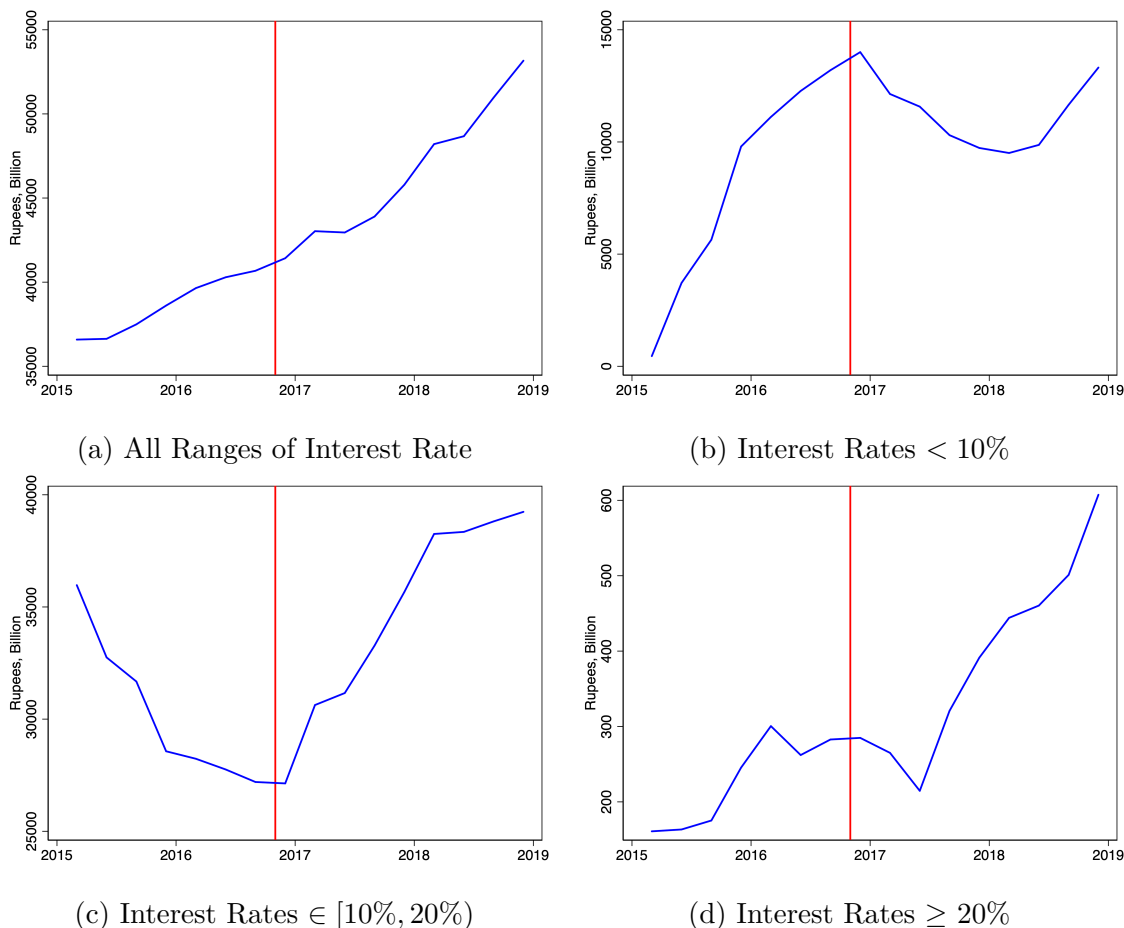 Rupees, Billion
55000
50000
45000
40000
35000
2015 2016 2017 2018 2019
(a) All Ranges of Interest Rate
Rupees, Billion
15000
10000
5000
0
2015 2016 2017 2018 2019
(b) Interest Rates < 10%
Rupees, Billion
40000
35000
30000
25000
2015 2016 2017 2018 2019
(c) Interest Rates ∈ [10%, 20%)
Rupees, Billion
600
500
400
300
200
2015 2016 2017 2018 2019
(d) Interest Rates ≥ 20%